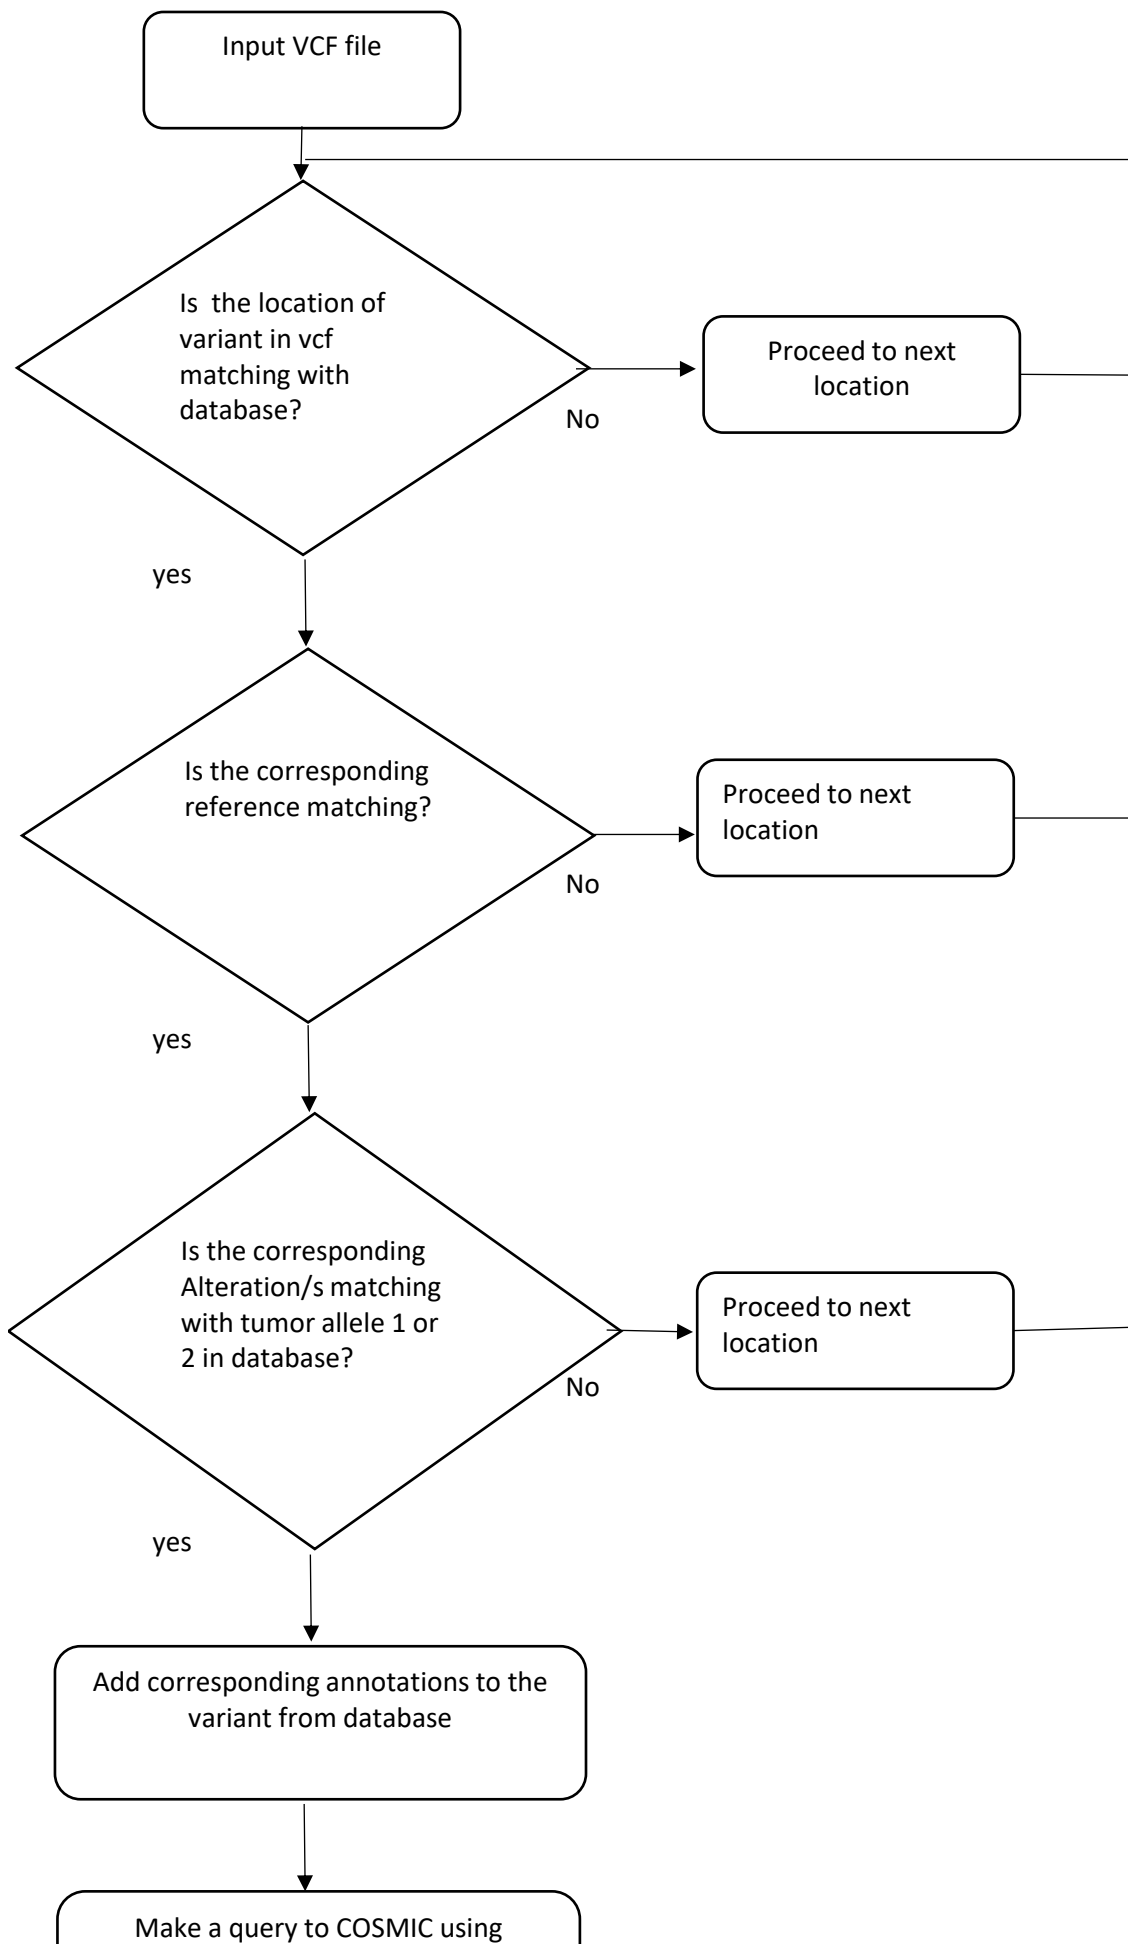 Input VCF file
Is  the location of
variant in vcf
matching with
database?
No
Proceed to next
location
yes
Is the corresponding
reference matching?
No
Proceed to next
location
yes
Is the corresponding
Alteration/s matching
with tumor allele 1 or
2 in database?
No
Proceed to next
location
yes
Add corresponding annotations to the
variant from database
Make a query to COSMIC using